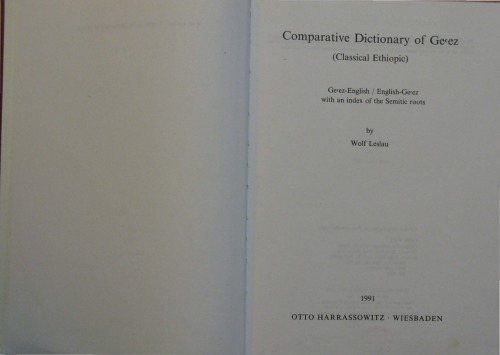 Comparative Dictionary of Geʿez
(Classical Ethiopic)
Geʿez-English / English-Geʿez
with an index of the Semitic roots
by
Wolf Leslau
1991
OTTO HARRASSOWITZ · WIESBADEN